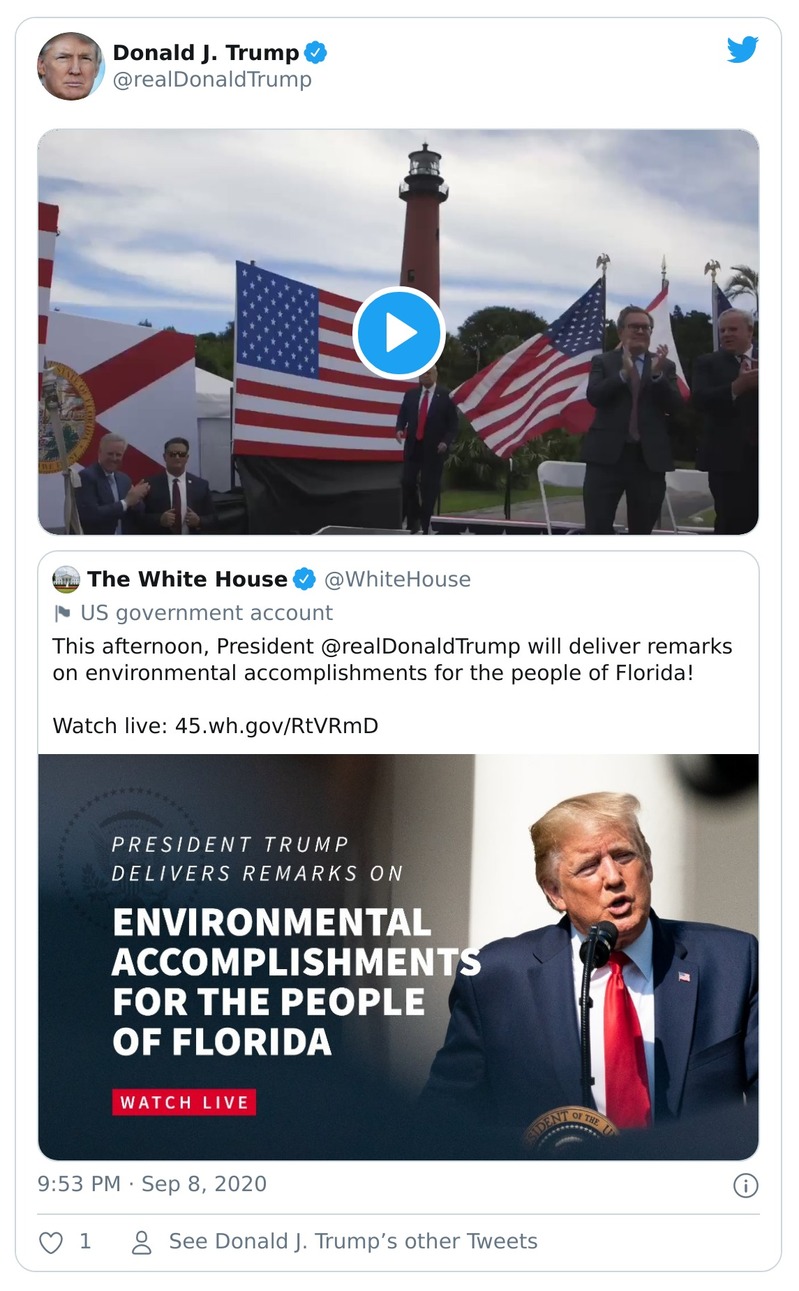 Donald J. Trump
@realDonaldTrump
The White House @WhiteHouse
US government account
This afternoon, President @realDonaldTrump will deliver remarks
on environmental accomplishments for the people of Florida!
Watch live: 45.wh.gov/RtVRmD
PRESIDENT TRUMP
DELIVERS REMARKS ON
ENVIRONMENTAL
ACCOMPLISHMENTS
FOR THE PEOPLE
OF FLORIDA
WATCH LIVE
OF THE
9:53 PM · Sep 8, 2020
1 See Donald J. Trump’s other Tweets